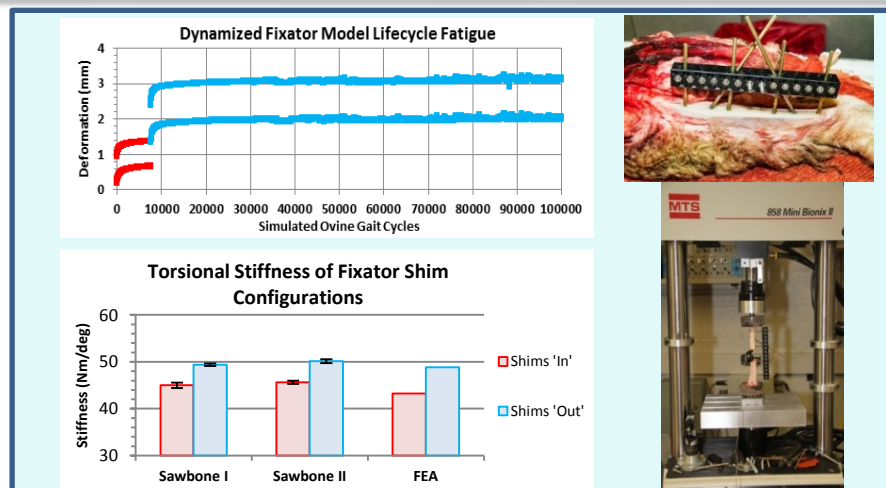 Dynamized Fixator Model Lifecycle Fatigue
Deformation (mm)
4
3
2
1
0
0 10000 20000 30000 40000 50000 60000 70000 80000 90000 100000
Simulated Ovine Gait Cycles
MTS
858 Mini Bionix II
Torsional Stiffness of Fixator Shim
Configurations
Stiffness (Nm/deg)
60
50
40
30
Sawbone I Sawbone II FEA
Shims 'In'
Shims 'Out'